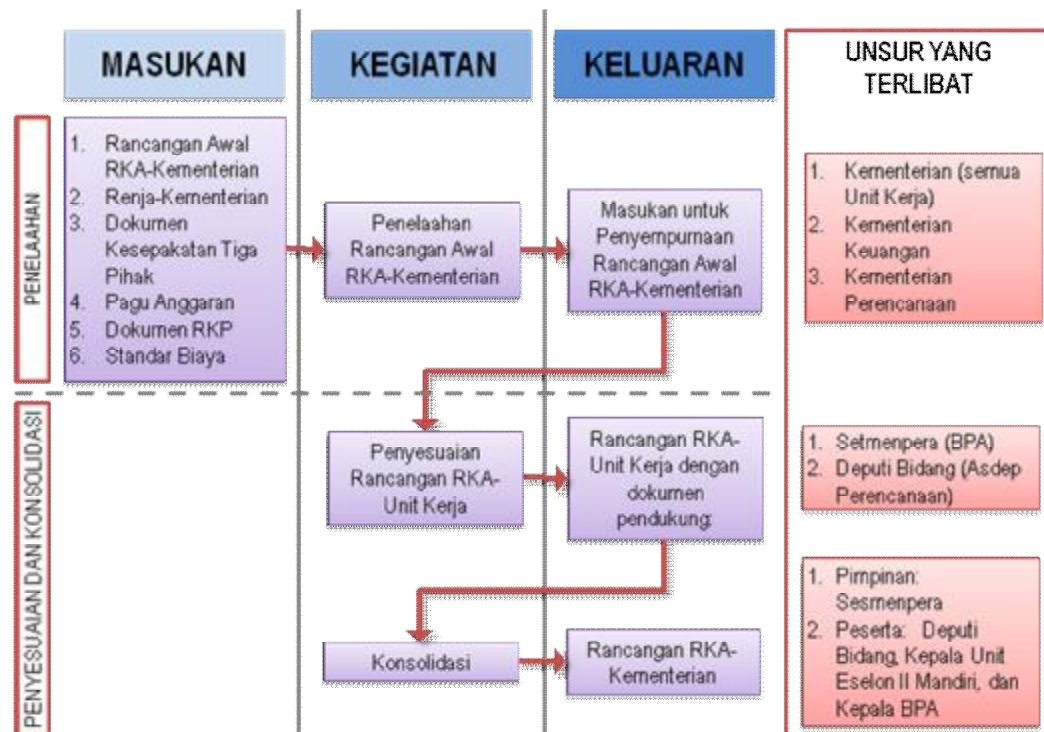 MASUKAN
KEGIATAN
KELUARAN
UNSUR YANG
TERLIBAT
PENELAAHAN
1. Rancangan Awal
RKA-Kementerian
2. Renja-Kementerian
3. Dokumen
Kesepakatan Tiga
Pihak
4. Pagu Anggaran
5. Dokumen RKP
6. Standar Biaya
Penelaahan
Rancangan Awal
RKA-Kementerian
Masukan untuk
Penyempurnaan
Rancangan Awal
RKA-Kementerian
1. Kementerian (semua
Unit Kerja)
2. Kementerian
Keuangan
3. Kementerian
Perencanaan
PENYESUAIAN DAN KONSOLIDASI
Penyesuaian
Rancangan RKA-
Unit Kerja
Rancangan RKA-
Unit Kerja dengan
dokumen
pendukung:
1. Setmenpera (BPA)
2. Deputi Bidang (Asdep
Perencanaan)
Konsolidasi
Rancangan RKA-
Kementerian
1. Pimpinan:
Sesmenpera
2. Peserta: Deputi
Bidang, Kepala Unit
Eselon II Mandiri, dan
Kepala BPA